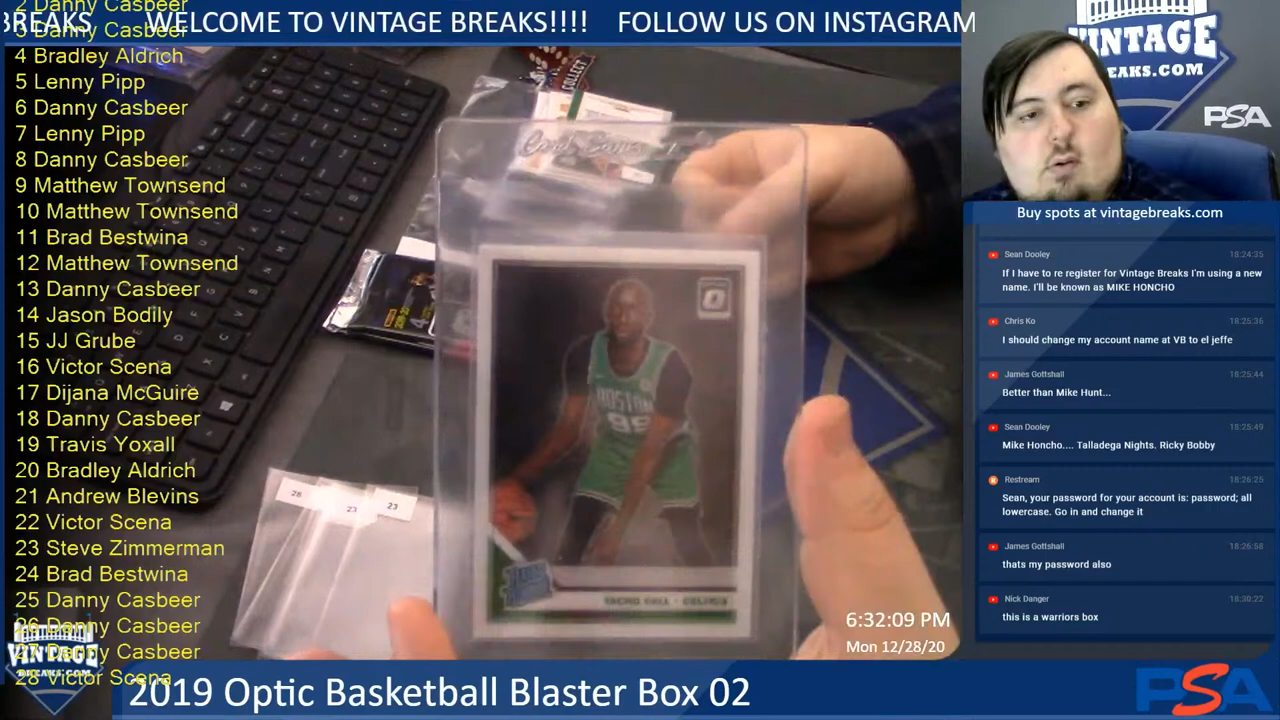 BREAKS WELCOME TO VINTAGE BREAKS!!!! FOLLOW US ON INSTAGRAM
2 Danny Casbeer
3 Danny Casbeer
4 Bradley Aldrich
5 Lenny Pipp
6 Danny Casbeer
7 Lenny Pipp
8 Danny Casbeer
9 Matthew Townsend
10 Matthew Townsend
11 Brad Bestwina
12 Matthew Townsend
13 Danny Casbeer
14 Jason Bodily
15 JJ Grube
16 Victor Scena
17 Dijana McGuire
18 Danny Casbeer
19 Travis Yoxall
20 Bradley Aldrich
21 Andrew Blevins
22 Victor Scena
23 Steve Zimmerman
24 Brad Bestwina
25 Danny Casbeer
26 Danny Casbeer
27 Danny Casbeer
28 Victor Scena
VINTAGE
BREAKS.COM
COLLECT
BOSTON
99
TACKO FALL - CELTICS
28
23
23
6:32:09 PM
Mon 12/28/20
VINTAGE
BREAKS.COM
PSA
Buy spots at vintagebreaks.com
Sean Dooley 18:24:35
If I have to re register for Vintage Breaks I'm using a new
name. I'll be known as MIKE HONCHO
Chris Ko 18:25:36
I should change my account name at VB to el jeffe
James Gottshall 18:25:44
Better than Mike Hunt...
Sean Dooley 18:25:49
Mike Honcho.... Talladega Nights. Ricky Bobby
Restream 18:26:25
Sean, your password for your account is: password; all
lowercase. Go in and change it
James Gottshall 18:26:58
thats my password also
Nick Danger 18:30:22
this is a warriors box
2019 Optic Basketball Blaster Box 02
PSA